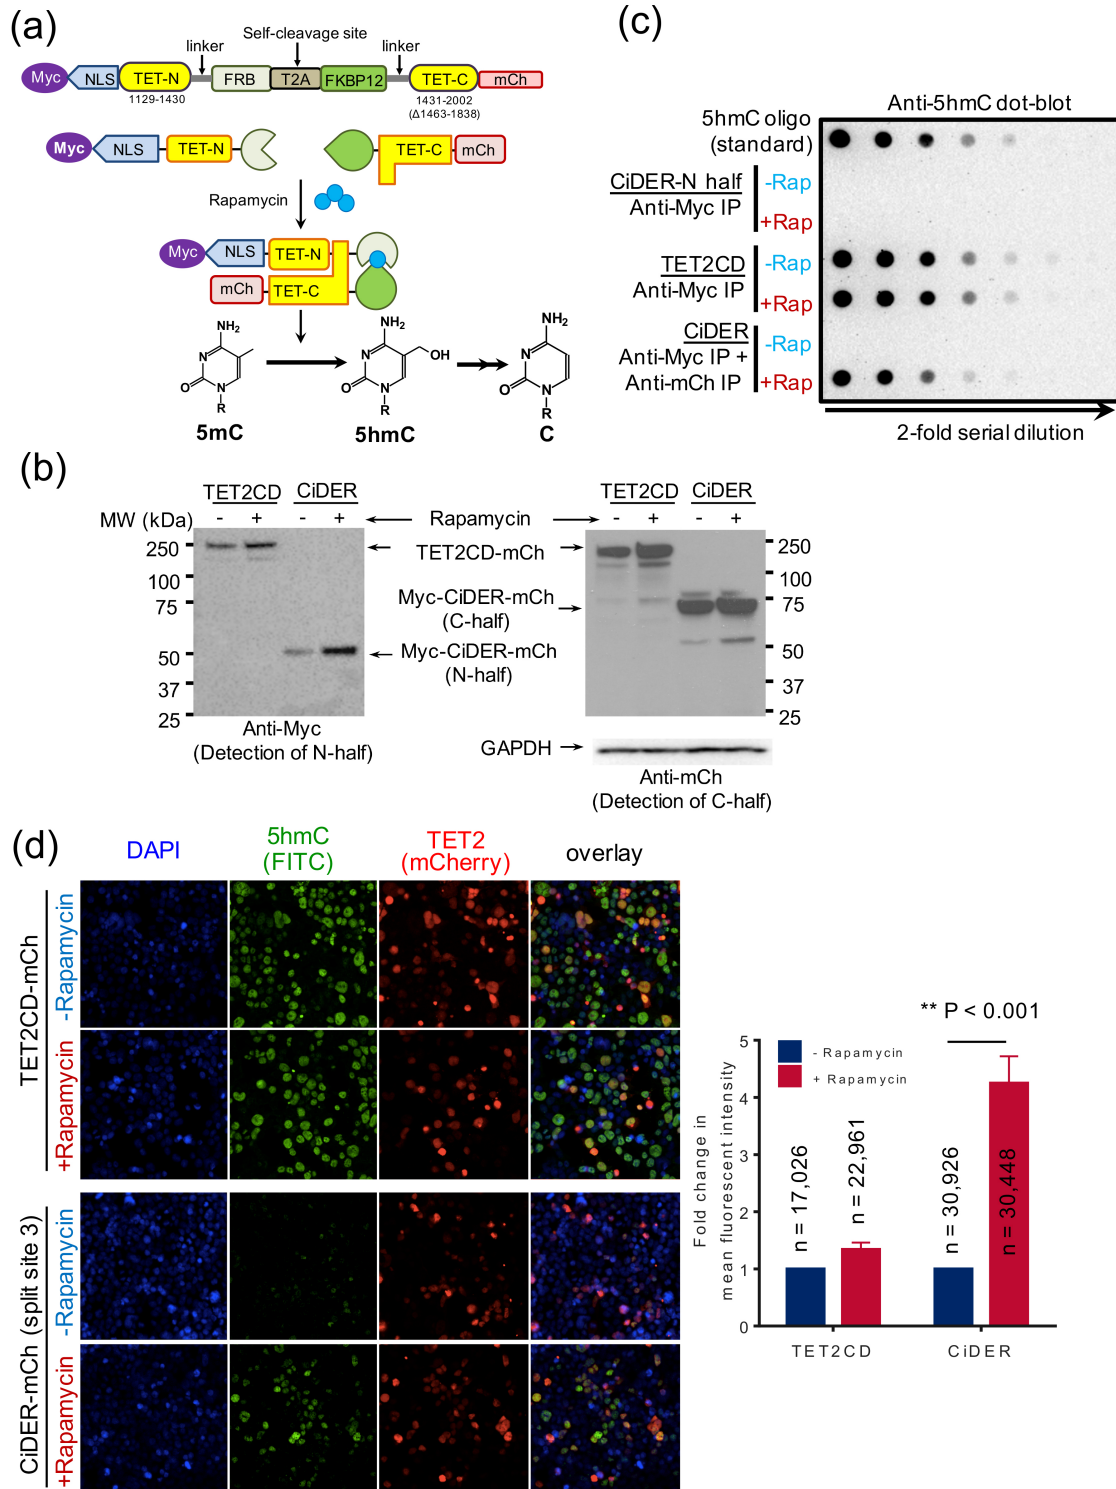 (a)
Self-cleavage site
linker
linker
Myc
NLS
TET-N
FRB
T2A
FKBP12
TET-C
mCh
1129-1430
1431-2002
(Δ1463-1838)
Myc
NLS
TET-N
TET-C
mCh
Rapamycin
Myc
NLS
TET-N
mCh
TET-C
NH2
N
O
N
R
5mC
NH2
OH
N
O
N
R
5hmC
NH2
N
O
N
R
C
(c)
Anti-5hmC dot-blot
5hmC oligo
(standard)
CiDER-N half
Anti-Myc IP
-Rap
+Rap
TET2CD
Anti-Myc IP
-Rap
+Rap
CiDER
Anti-Myc IP +
Anti-mCh IP
-Rap
+Rap
2-fold serial dilution
(b)
TET2CD CiDER
MW (kDa) - + - +
Rapamycin
TET2CD CiDER
- + - +
250
100
75
50
37
25
TET2CD-mCh
Myc-CiDER-mCh
(C-half)
Myc-CiDER-mCh
(N-half)
250
100
75
50
37
25
Anti-Myc
(Detection of N-half)
GAPDH
Anti-mCh
(Detection of C-half)
(d)
DAPI
5hmC
(FITC)
TET2
(mCherry)
overlay
TET2CD-mCh
-Rapamycin
+Rapamycin
CiDER-mCh (split site 3)
-Rapamycin
+Rapamycin
** P < 0.001
- Rapamycin
+ Rapamycin
Fold change in
mean fluorescent intensity
5
4
3
2
1
0
n = 17,026
n = 22,961
n = 30,926
n = 30,448
TET2CD
CiDER